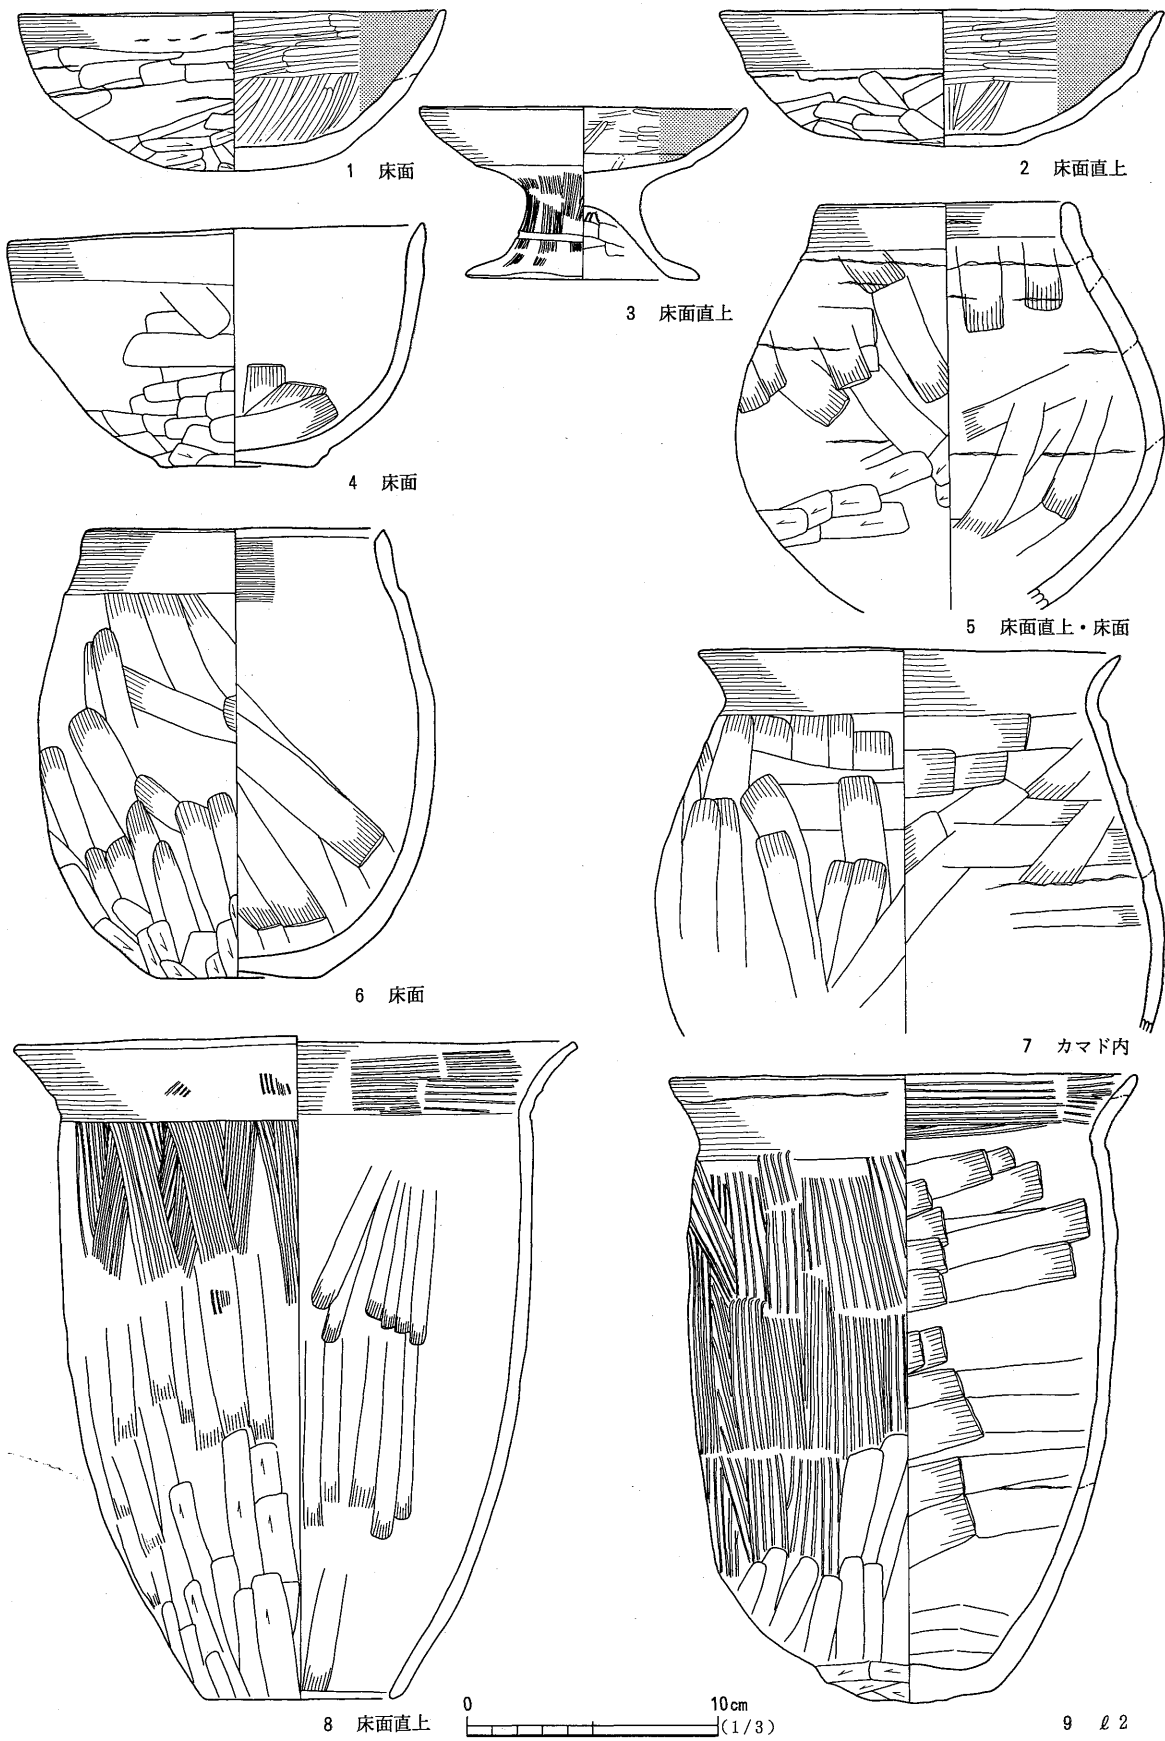 1 床面
2 床面直上
3 床面直上
4 床面
5 床面直上・床面
6 床面
7 カマド内
8 床面直上
0 10cm
(1/3)
9 ℓ 2